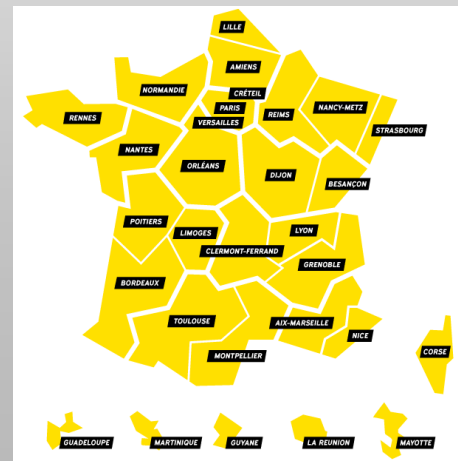 LILLE
AMIENS
NORMANDIE
CRÉTEIL
PARIS
VERSAILLES
REIMS
NANCY-METZ
STRASBOURG
RENNES
NANTES
ORLÉANS
DIJON
BESANÇON
POITIERS
LIMOGES
LYON
CLERMONT-FERRAND
GRENOBLE
BORDEAUX
TOULOUSE
AIX-MARSEILLE
NICE
MONTPELLIER
CORSE
GUADELOUPE
MARTINIQUE
GUYANE
LA REUNION
MAYOTTE